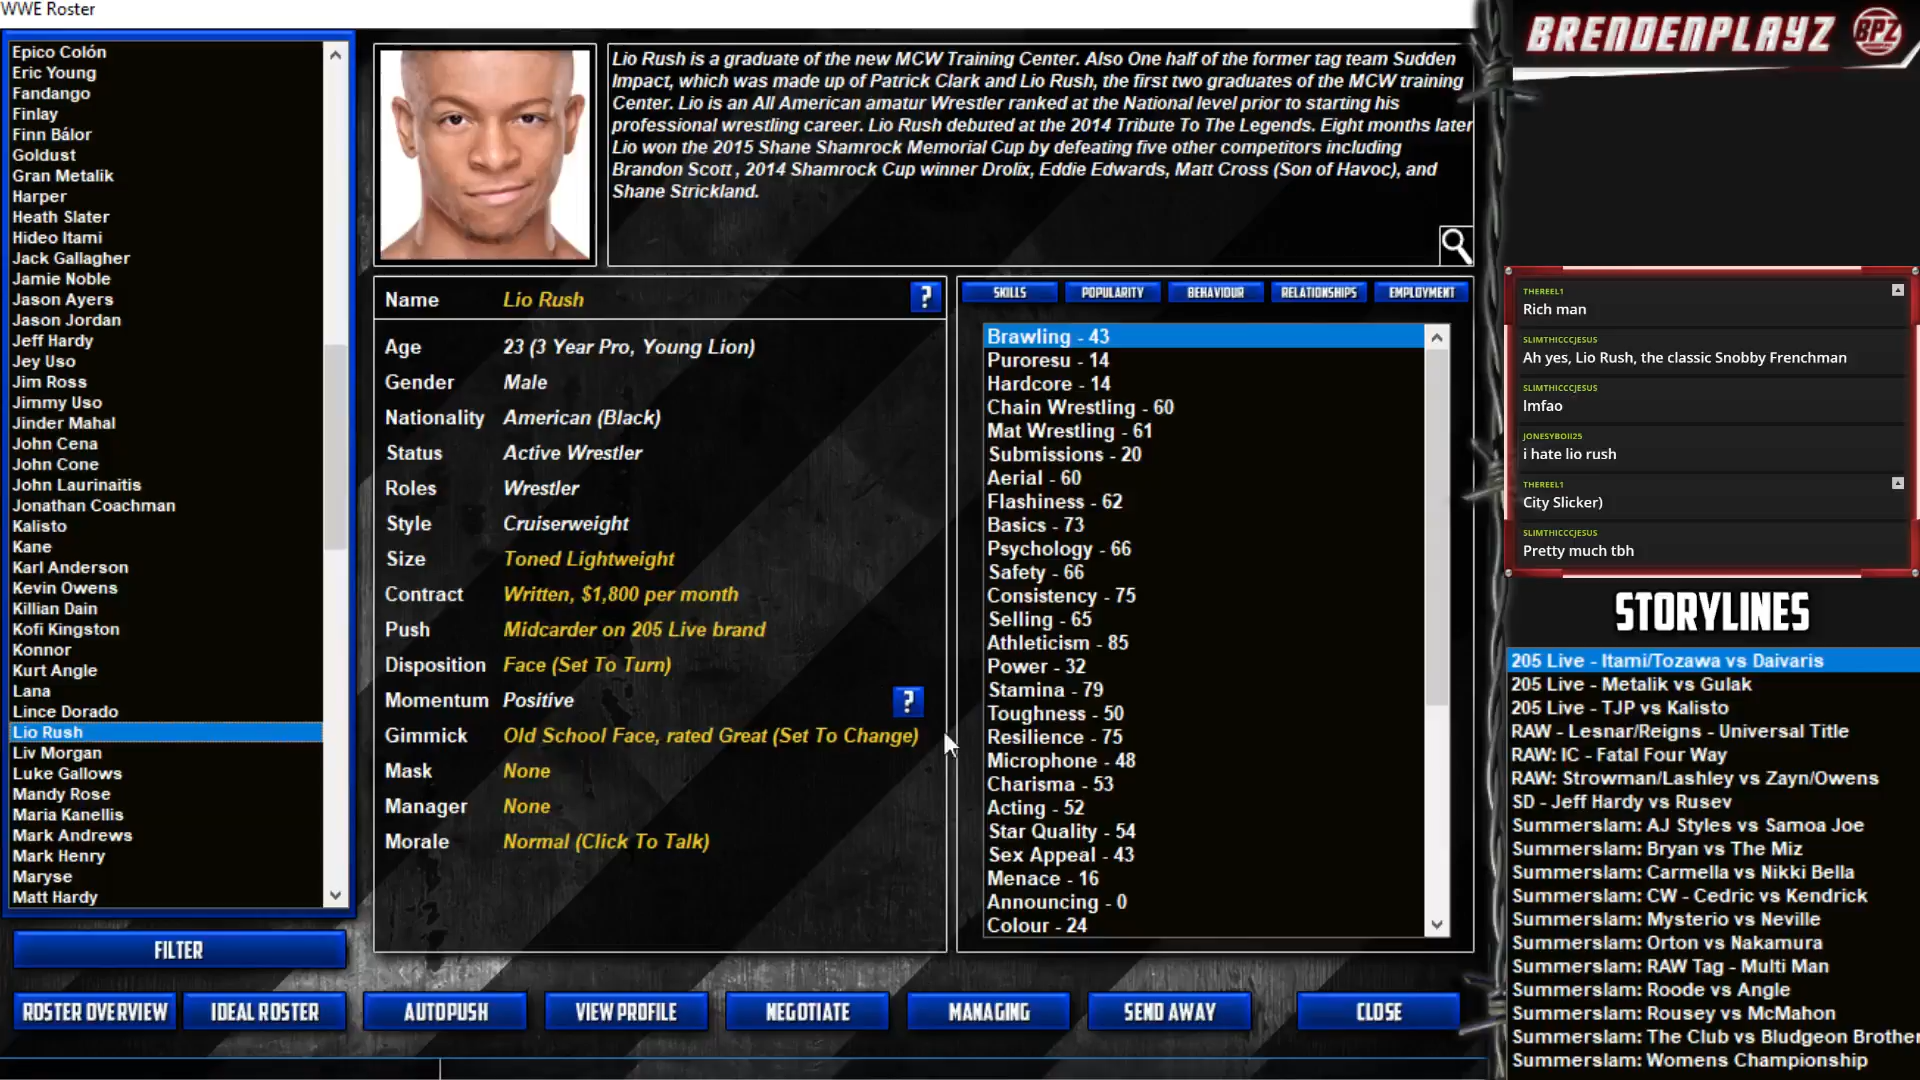 WWE Roster
Epico Colón
Eric Young
Fandango
Finlay
Finn Bálor
Goldust
Gran Metalik
Harper
Heath Slater
Hideo Itami
Jack Gallagher
Jamie Noble
Jason Ayers
Jason Jordan
Jeff Hardy
Jey Uso
Jim Ross
Jimmy Uso
Jinder Mahal
John Cena
John Cone
John Laurinaitis
Jonathan Coachman
Kalisto
Kane
Karl Anderson
Kevin Owens
Killian Dain
Kofi Kingston
Konnor
Kurt Angle
Lana
Lince Dorado
Lio Rush
Liv Morgan
Luke Gallows
Mandy Rose
Maria Kanellis
Mark Andrews
Mark Henry
Maryse
Matt Hardy
FILTER
Lio Rush is a graduate of the new MCW Training Center. Also One half of the former tag team Sudden
Impact, which was made up of Patrick Clark and Lio Rush, the first two graduates of the MCW training
Center. Lio is an All American amatur Wrestler ranked at the National level prior to starting his
professional wrestling career. Lio Rush debuted at the 2014 Tribute To The Legends. Eight months later
Lio won the 2015 Shane Shamrock Memorial Cup by defeating five other competitors including
Brandon Scott , 2014 Shamrock Cup winner Drolix, Eddie Edwards, Matt Cross (Son of Havoc), and
Shane Strickland.
Name Lio Rush ?
Age 23 (3 Year Pro, Young Lion)
Gender Male
Nationality American (Black)
Status Active Wrestler
Roles Wrestler
Style Cruiserweight
Size Toned Lightweight
Contract Written, $1,800 per month
Push Midcarder on 205 Live brand
Disposition Face (Set To Turn)
Momentum Positive ?
Gimmick Old School Face, rated Great (Set To Change)
Mask None
Manager None
Morale Normal (Click To Talk)
SKILLS POPULARITY BEHAVIOUR RELATIONSHIPS EMPLOYMENT
Brawling - 43
Puroresu - 14
Hardcore - 14
Chain Wrestling - 60
Mat Wrestling - 61
Submissions - 20
Aerial - 60
Flashiness - 62
Basics - 73
Psychology - 66
Safety - 66
Consistency - 75
Selling - 65
Athleticism - 85
Power - 32
Stamina - 79
Toughness - 50
Resilience - 75
Microphone - 48
Charisma - 53
Acting - 52
Star Quality - 54
Sex Appeal - 43
Menace - 16
Announcing - 0
Colour - 24
ROSTER OVERVIEW IDEAL ROSTER AUTOPUSH VIEW PROFILE NEGOTIATE MANAGING SEND AWAY CLOSE
BRENDENPLAYZ BPZ
THEREEL1
Rich man
SLIMTHICCCJESUS
Ah yes, Lio Rush, the classic Snobby Frenchman
SLIMTHICCCJESUS
lmfao
JONESYBOII25
i hate lio rush
THEREEL1
City Slicker)
SLIMTHICCCJESUS
Pretty much tbh
STORYLINES
205 Live - Itami/Tozawa vs Daivaris
205 Live - Metalik vs Gulak
205 Live - TJP vs Kalisto
RAW - Lesnar/Reigns - Universal Title
RAW: IC - Fatal Four Way
RAW: Strowman/Lashley vs Zayn/Owens
SD - Jeff Hardy vs Rusev
Summerslam: AJ Styles vs Samoa Joe
Summerslam: Bryan vs The Miz
Summerslam: Carmella vs Nikki Bella
Summerslam: CW - Cedric vs Kendrick
Summerslam: Mysterio vs Neville
Summerslam: Orton vs Nakamura
Summerslam: RAW Tag - Multi Man
Summerslam: Roode vs Angle
Summerslam: Rousey vs McMahon
Summerslam: The Club vs Bludgeon Brother
Summerslam: Womens Championship